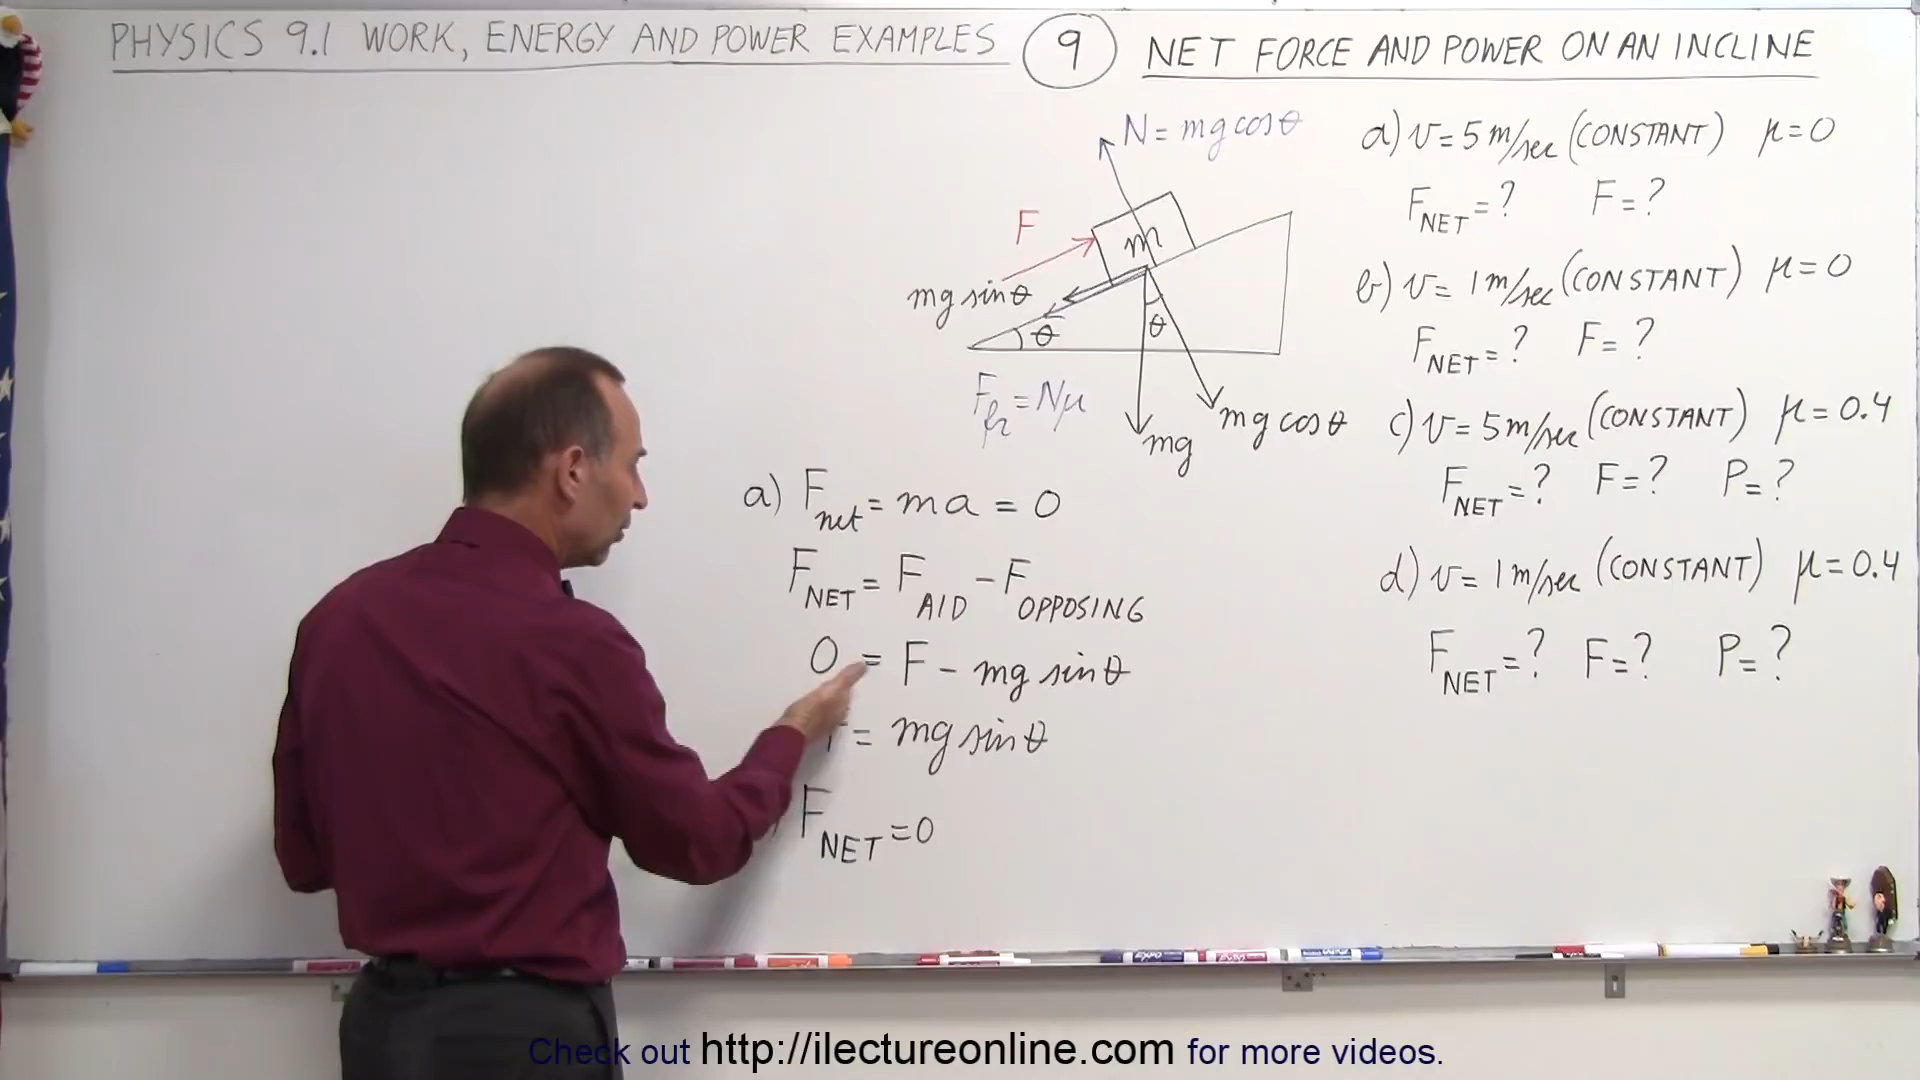 PHYSICS 9.1 WORK, ENERGY AND POWER EXAMPLES 9 NET FORCE AND POWER ON AN INCLINE
N = mg cos θ
F
m
mg sin θ
θ
θ
F_fr = Nμ
mg cos θ
mg
a) v = 5 m/sec (CONSTANT) μ = 0
F_NET = ? F = ?
b) v = 1 m/sec (CONSTANT) μ = 0
F_NET = ? F = ?
c) v = 5 m/sec (CONSTANT) μ = 0.4
F_NET = ? F = ? P = ?
d) v = 1 m/sec (CONSTANT) μ = 0.4
F_NET = ? F = ? P = ?
a) F_net = ma = 0
F_NET = F_AID - F_OPPOSING
0 = F - mg sin θ
F = mg sin θ
F_NET = 0
Check out http://ilectureonline.com for more videos.